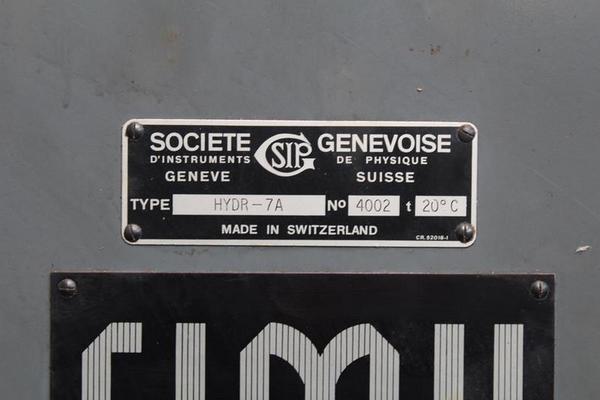 SOCIETE SIP GENEVOISE
D'INSTRUMENTS DE PHYSIQUE
GENEVE SUISSE
TYPE HYDR-7A No 4002 t 20°C
MADE IN SWITZERLAND
CR.52018-1